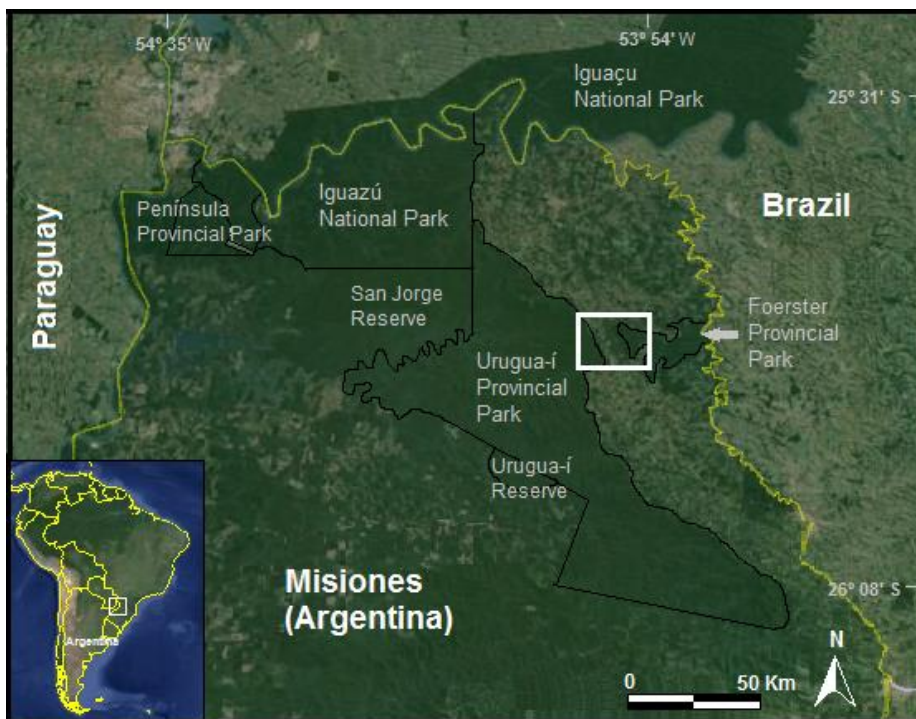 54° 35' W
53° 54' W
Iguaçu
National Park
25° 31' S
Península
Provincial Park
Iguazú
National Park
Brazil
Paraguay
San Jorge
Reserve
Foerster
Provincial
Park
Urugua-í
Provincial
Park
Urugua-í
Reserve
Misiones
(Argentina)
26° 08' S
Argentina
N
0
50 Km